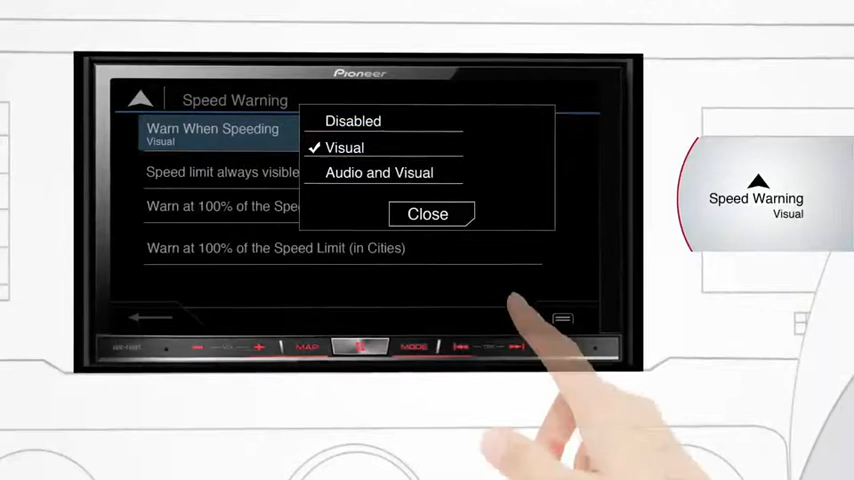 Pioneer
Speed Warning
Warn When Speeding
Visual
Disabled
✓ Visual
Audio and Visual
Close
Speed limit always visible
Warn at 100% of the Spe
Warn at 100% of the Speed Limit (in Cities)
MAP
MODE
Speed Warning
Visual